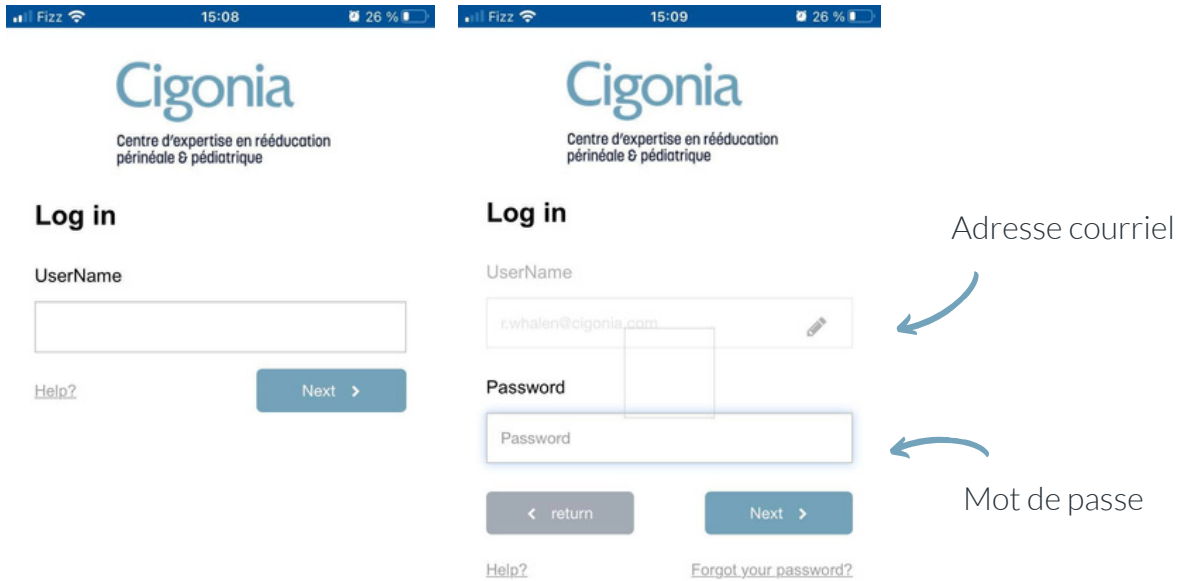 Fizz 15:08 26 %
Cigonia
Centre d'expertise en rééducation
périnéale & pédiatrique
Log in
UserName
Help?
Next
Fizz 15:09 26 %
Cigonia
Centre d'expertise en rééducation
périnéale & pédiatrique
Log in
UserName
r.whalen@cigonia.com
Password
Password
return
Next
Help?
Forgot your password?
Adresse courriel
Mot de passe